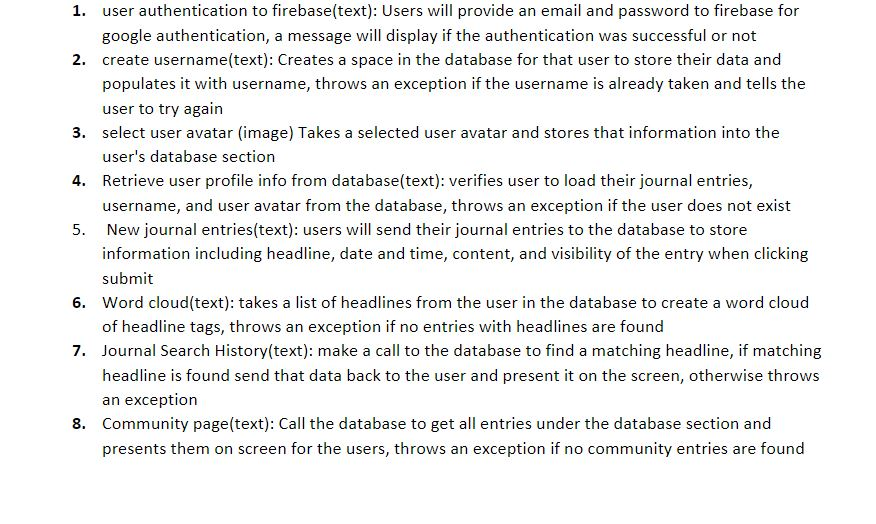 1. user authentication to firebase(text): Users will provide an email and password to firebase for
google authentication, a message will display if the authentication was successful or not
2. create username(text): Creates a space in the database for that user to store their data and
populates it with username, throws an exception if the username is already taken and tells the
user to try again
3. select user avatar (image) Takes a selected user avatar and stores that information into the
user's database section
4. Retrieve user profile info from database(text): verifies user to load their journal entries,
username, and user avatar from the database, throws an exception if the user does not exist
5. New journal entries(text): users will send their journal entries to the database to store
information including headline, date and time, content, and visibility of the entry when clicking
submit
6. Word cloud(text): takes a list of headlines from the user in the database to create a word cloud
of headline tags, throws an exception if no entries with headlines are found
7. Journal Search History(text): make a call to the database to find a matching headline, if matching
headline is found send that data back to the user and present it on the screen, otherwise throws
an exception
8. Community page(text): Call the database to get all entries under the database section and
presents them on screen for the users, throws an exception if no community entries are found